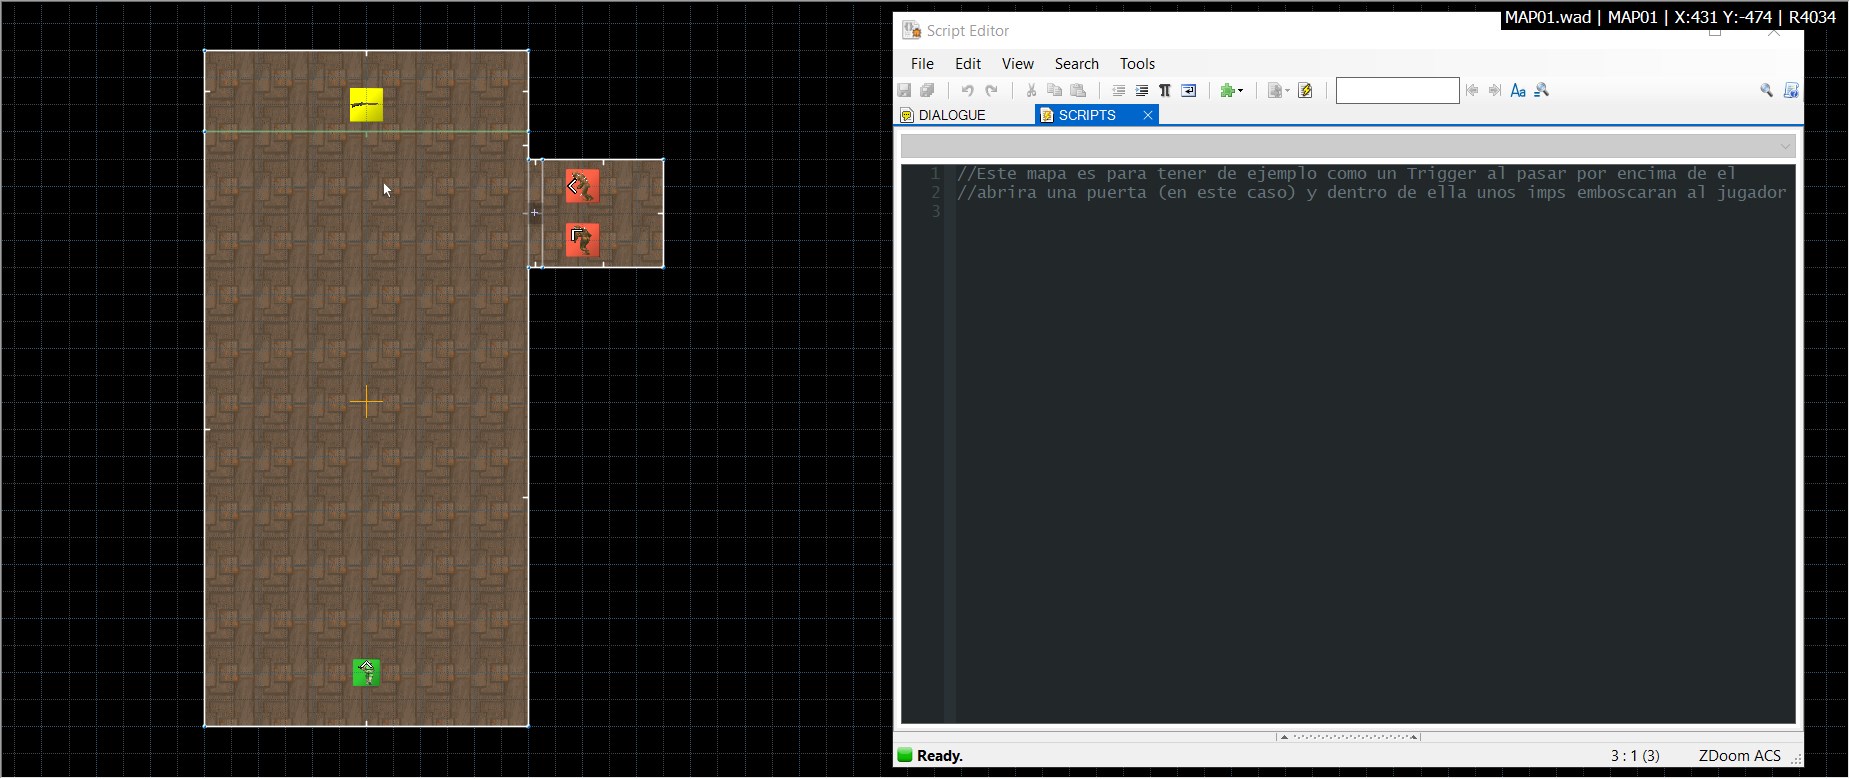 MAP01.wad | MAP01 | X:431 Y:-474 | R4034
Script Editor
File Edit View Search Tools
DIALOGUE SCRIPTS
1 //Este mapa es para tener de ejemplo como un Trigger al pasar por encima de el
2 //abrira una puerta (en este caso) y dentro de ella unos imps emboscaran al jugador
3
Ready. 3 : 1 (3) ZDoom ACS